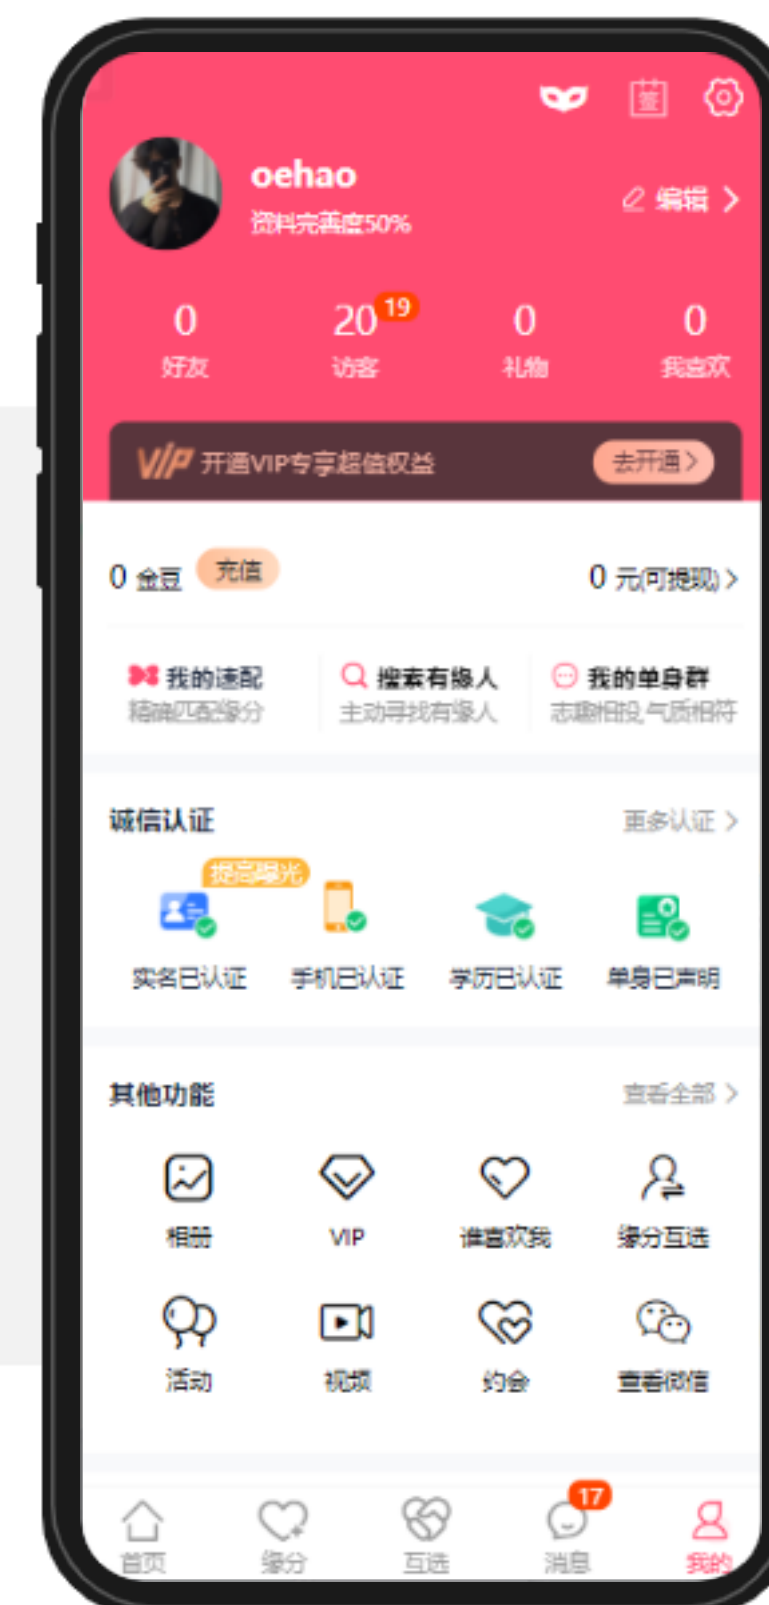 签
oehao
编辑
资料完善度50%
0 20 19 0 0
好友 访客 礼物 我喜欢
VIP 开通VIP专享超值权益 去开通
0 金豆 充值 0 元(可提现)
我的速配 搜索有缘人 我的单身群
精确匹配缘分 主动寻找有缘人 志趣相投,气质相符
诚信认证 更多认证
提高曝光
实名已认证 手机已认证 学历已认证 单身已声明
其他功能 查看全部
相册 VIP 谁喜欢我 缘分互选
活动 视频 约会 查看微信
17
首页 缘分 互选 消息 我的